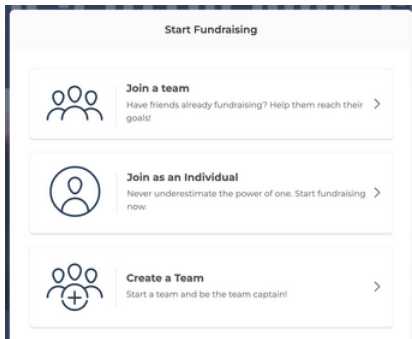 Start Fundraising
Join a team
Have friends already fundraising? Help them reach their
goals!
Join as an Individual
Never underestimate the power of one. Start fundraising
now.
Create a Team
Start a team and be the team captain!